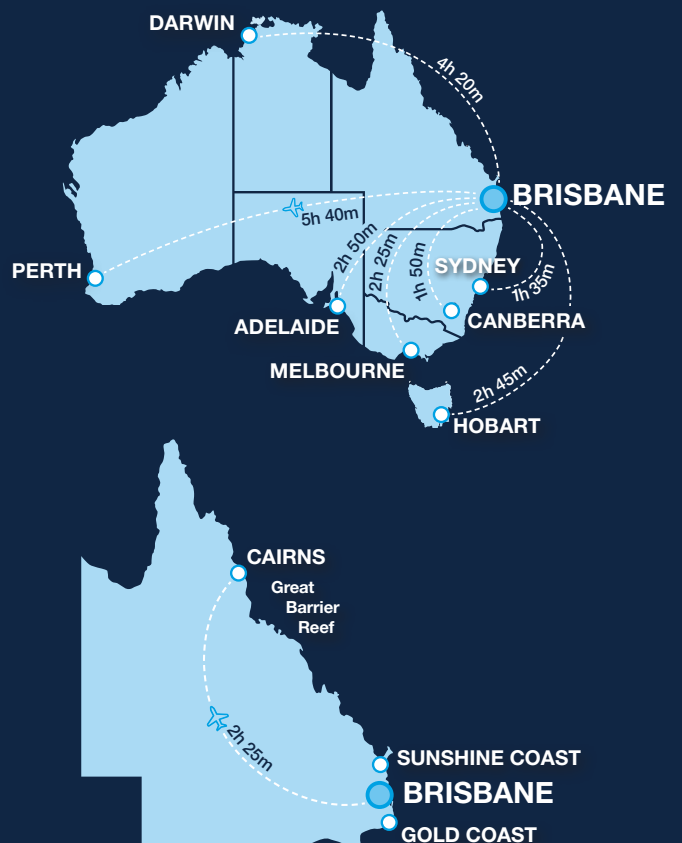 DARWIN
4h 20m
BRISBANE
5h 40m
2h 50m
2h 25m
1h 50m
SYDNEY
1h 35m
PERTH
ADELAIDE
CANBERRA
MELBOURNE
2h 45m
HOBART
CAIRNS
Great
Barrier
Reef
2h 25m
SUNSHINE COAST
BRISBANE
GOLD COAST